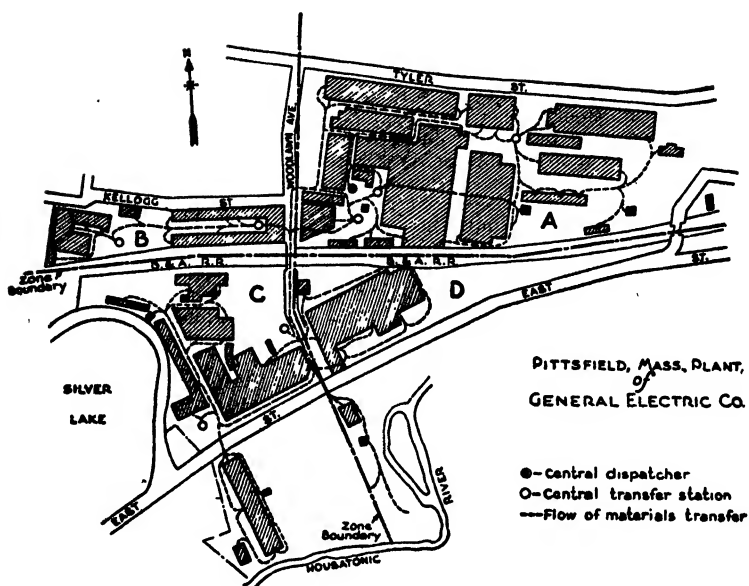 N
TYLER
ST.
WOODLAWN AVE.
KELLOGG
ST
A
B
Zone
Boundary
B. & A. R.R.
B. & A. R.R.
C
D
EAST
ST.
SILVER
LAKE
ST.
EAST
PITTSFIELD, MASS., PLANT,
of
GENERAL ELECTRIC CO.
-Central dispatcher
O-Central transfer station
---Flow of materials transfer
Zone
Boundary
RIVER
HOUSATONIC